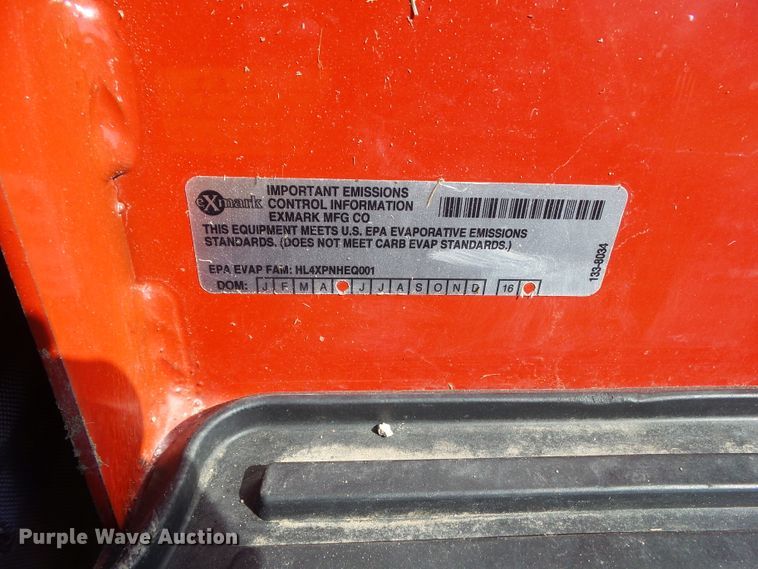 eXmark
IMPORTANT EMISSIONS
CONTROL INFORMATION
EXMARK MFG CO
THIS EQUIPMENT MEETS U.S. EPA EVAPORATIVE EMISSIONS
STANDARDS. (DOES NOT MEET CARB EVAP STANDARDS.)
EPA EVAP FAM: HL4XPNHEQ001
DOM: J F M A J J A S O N D 16
133-8034
Purple Wave Auction